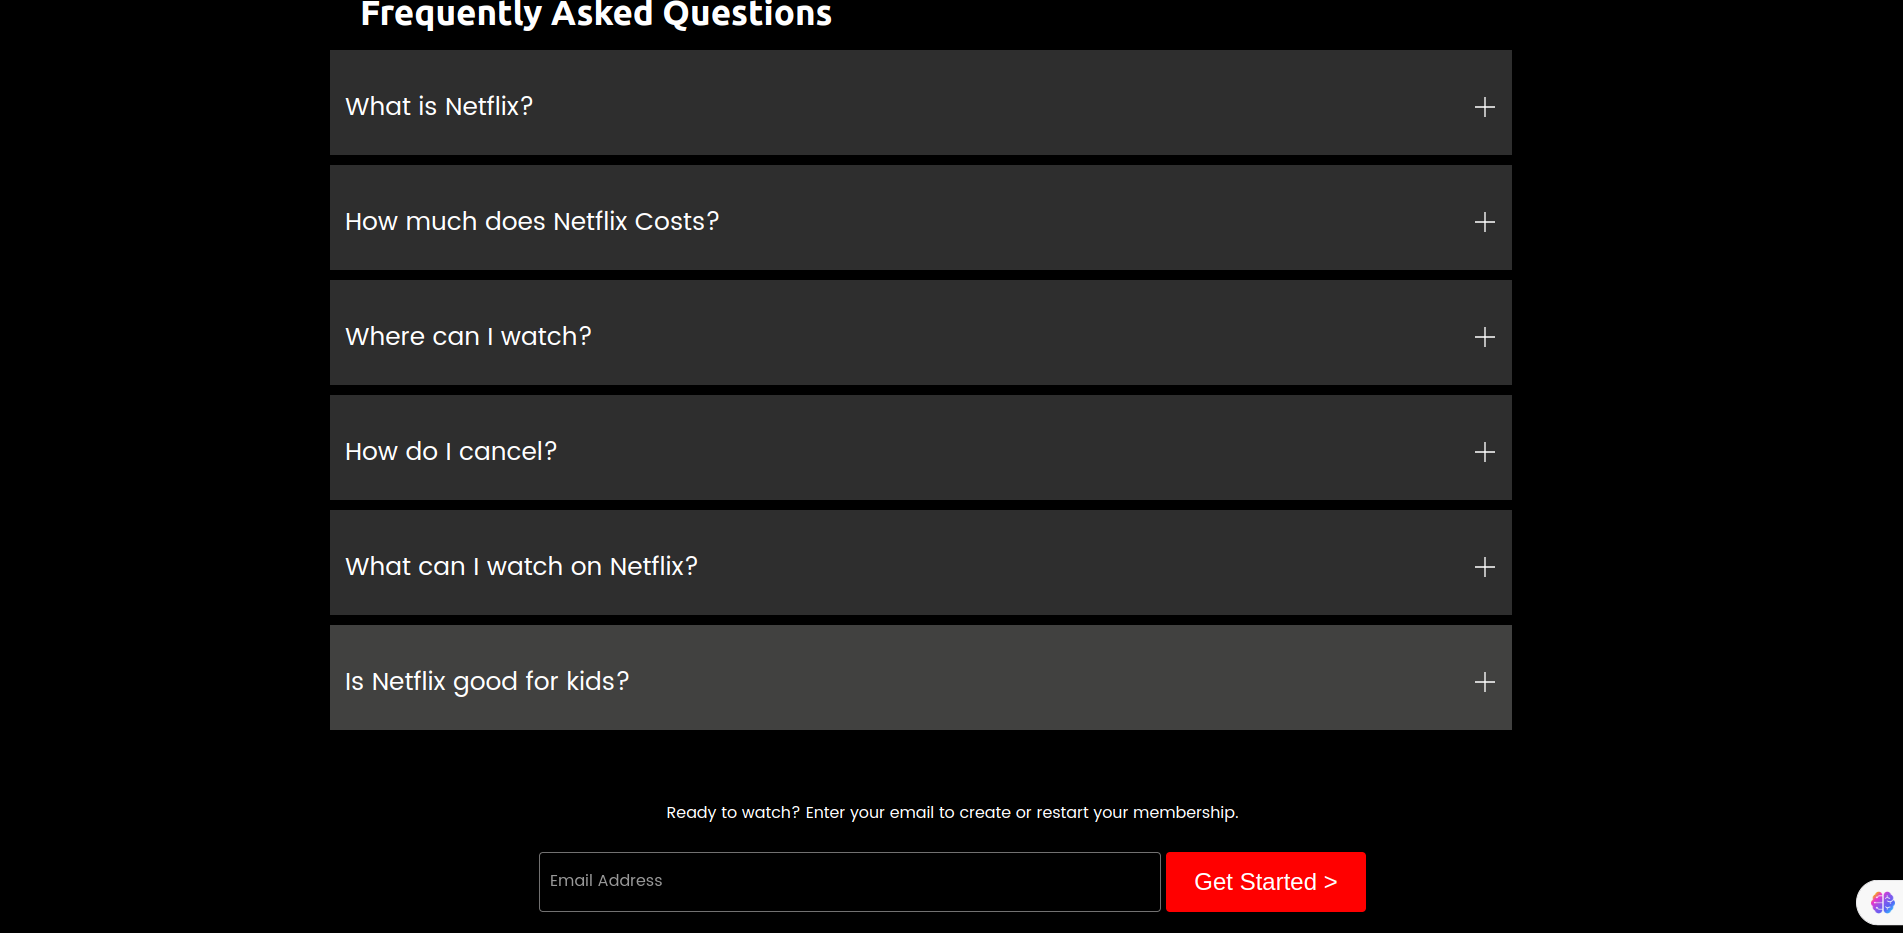 Frequently Asked Questions
What is Netflix?
How much does Netflix Costs?
Where can I watch?
How do I cancel?
What can I watch on Netflix?
Is Netflix good for kids?
Ready to watch? Enter your email to create or restart your membership.
Email Address
Get Started >